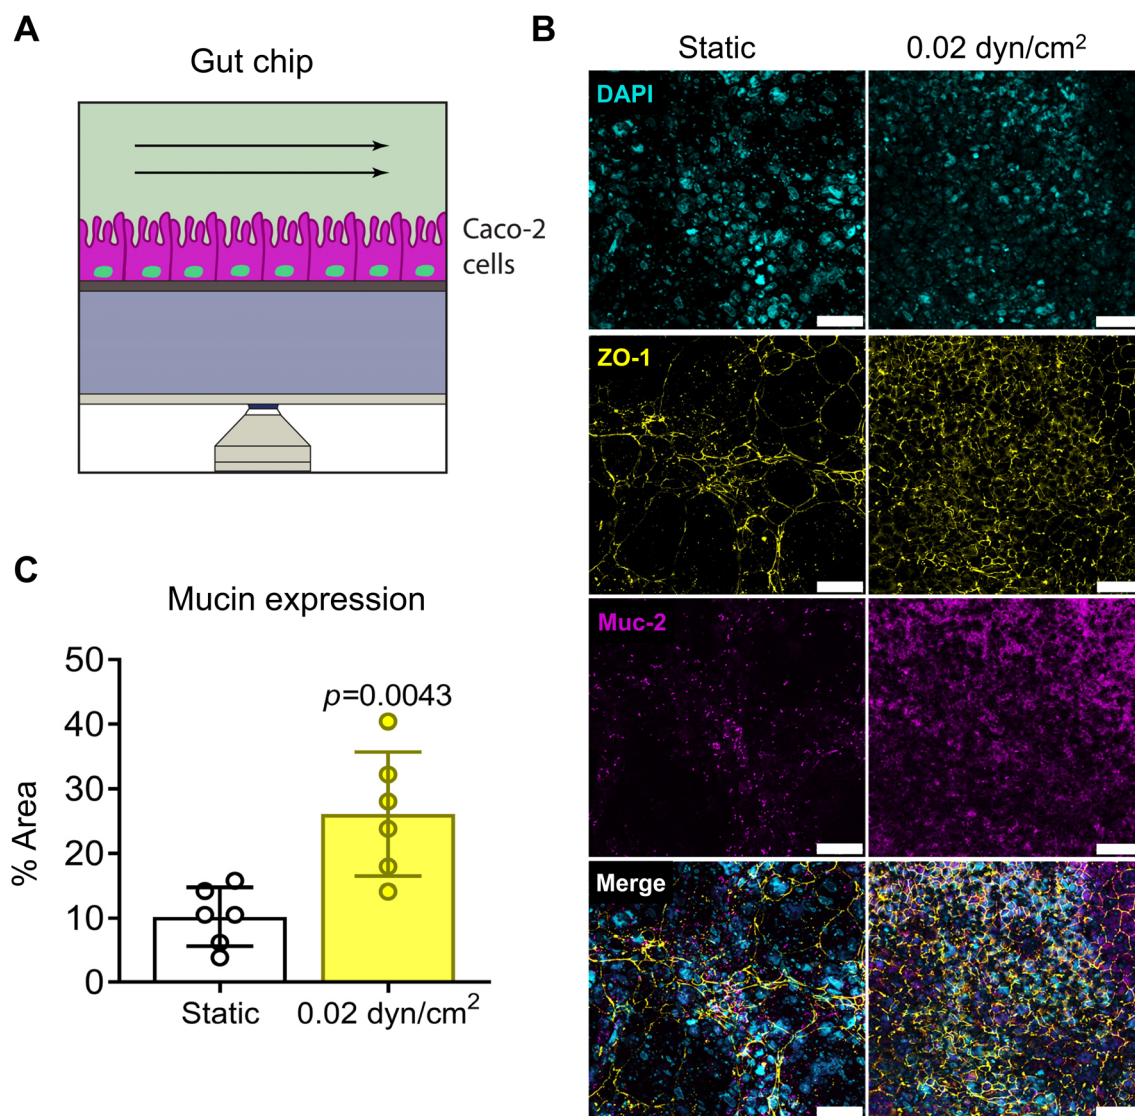 A
Gut chip
Caco-2
cells
B
Static
0.02 dyn/cm²
DAPI
ZO-1
Muc-2
Merge
C
Mucin expression
p=0.0043
% Area
50
40
30
20
10
0
Static
0.02 dyn/cm²